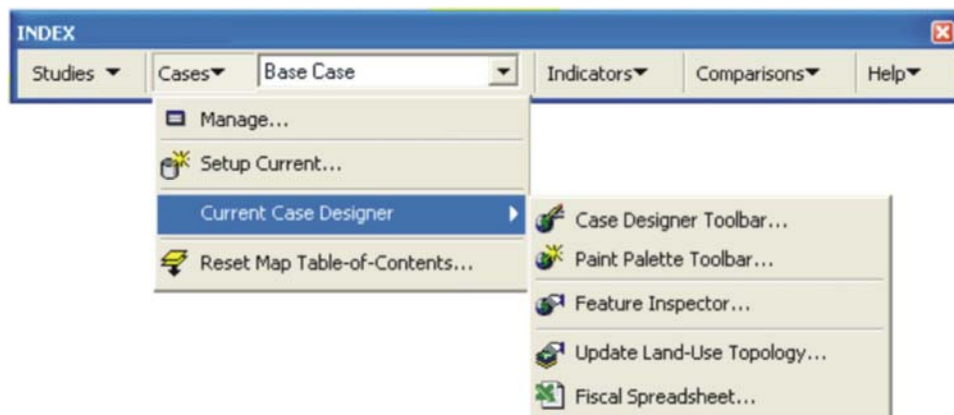 INDEX
Studies Cases Base Case Indicators Comparisons Help
Manage...
Setup Current...
Current Case Designer
Reset Map Table-of-Contents...
Case Designer Toolbar...
Paint Palette Toolbar...
Feature Inspector...
Update Land-Use Topology...
Fiscal Spreadsheet...